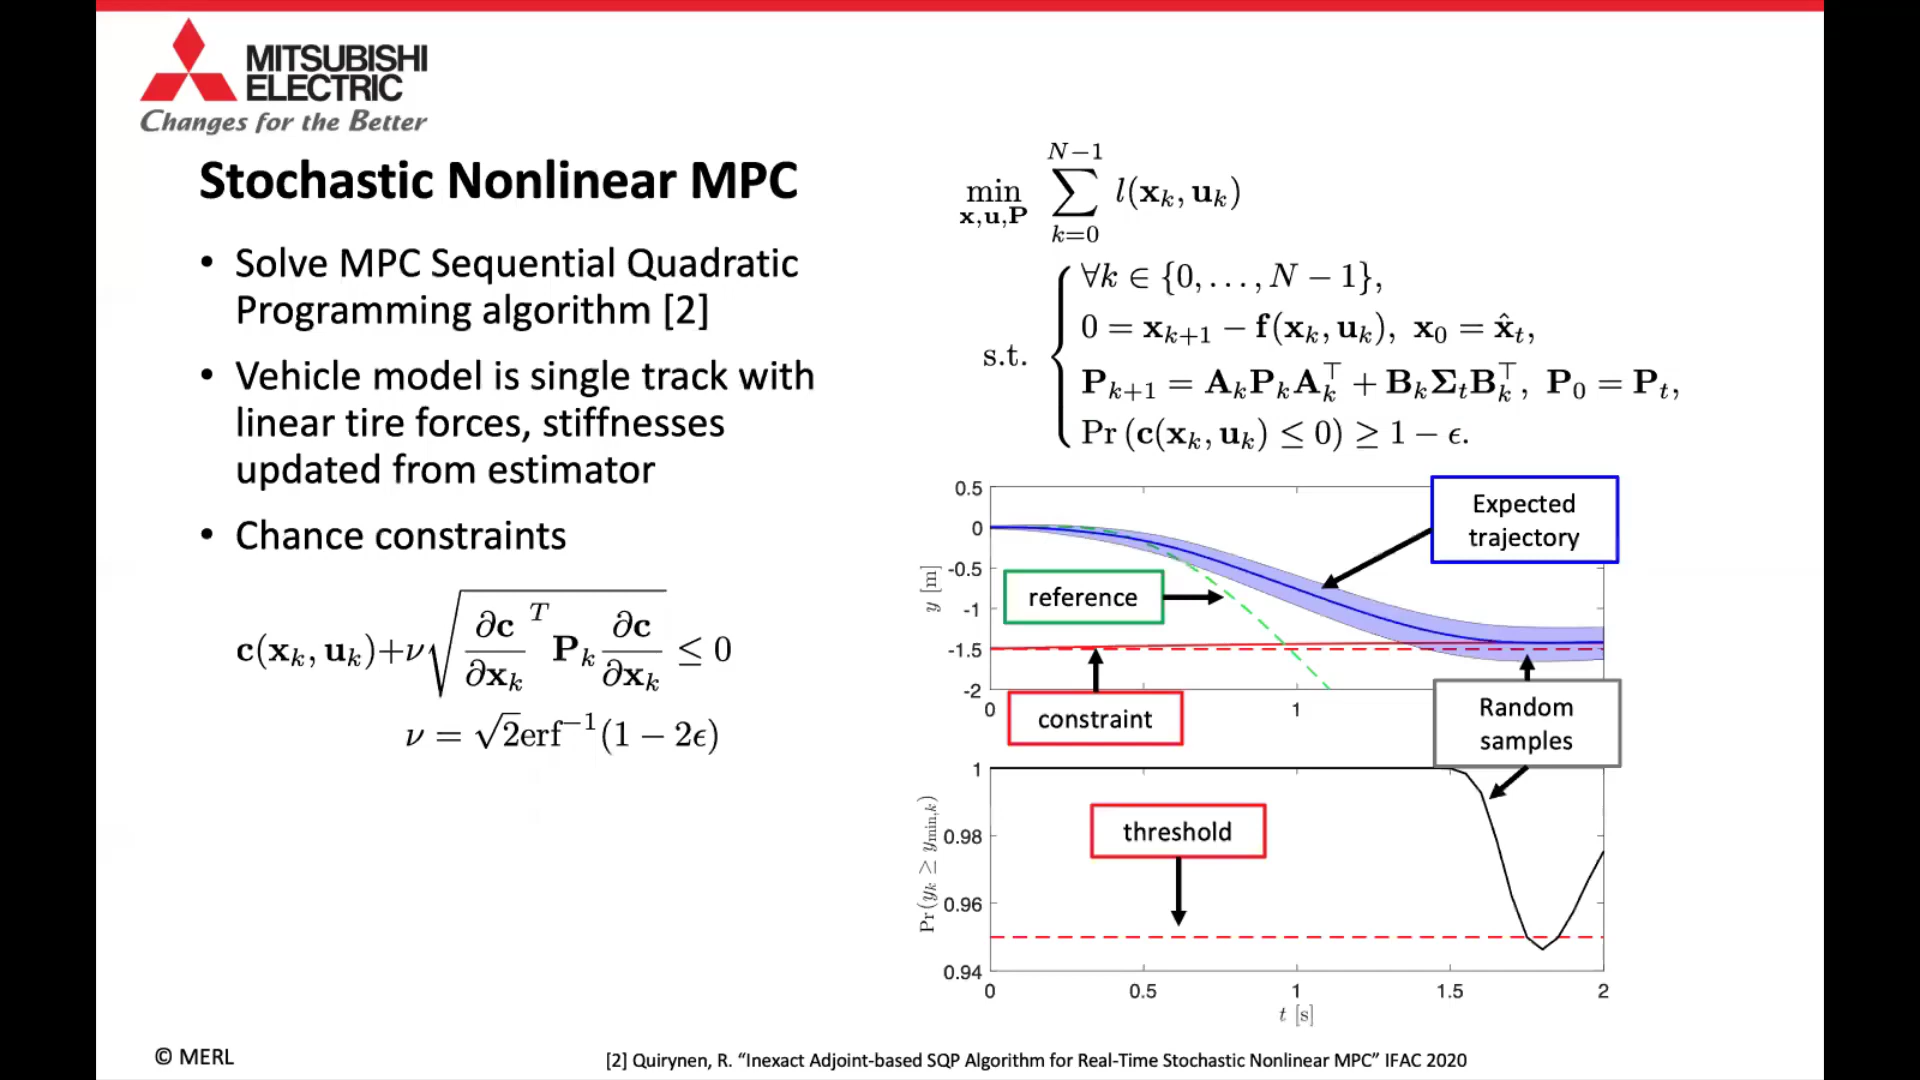 MITSUBISHI
ELECTRIC
Changes for the Better
Stochastic Nonlinear MPC
• Solve MPC Sequential Quadratic
Programming algorithm [2]
• Vehicle model is single track with
linear tire forces, stiffnesses
updated from estimator
• Chance constraints
c(x_k, u_k)+ν√(∂c/∂x_k ^T P_k ∂c/∂x_k) ≤ 0
ν = √2erf⁻¹(1 − 2ϵ)
min_{x,u,P} ∑_{k=0}^{N−1} l(x_k, u_k)
s.t.
∀k ∈ {0, . . . , N − 1},
0 = x_{k+1} − f(x_k, u_k), x_0 = x̂_t,
P_{k+1} = A_k P_k A_k^⊤ + B_k Σ_t B_k^⊤, P_0 = P_t,
Pr (c(x_k, u_k) ≤ 0) ≥ 1 − ϵ.
0.5
0
-0.5
-1
-1.5
-2
y [m]
0
1
Expected
trajectory
reference
constraint
Random
samples
1
0.98
0.96
0.94
Pr(y_k ≥ y_{min,k})
threshold
0
0.5
1
1.5
2
t [s]
© MERL
[2] Quirynen, R. “Inexact Adjoint-based SQP Algorithm for Real-Time Stochastic Nonlinear MPC” IFAC 2020